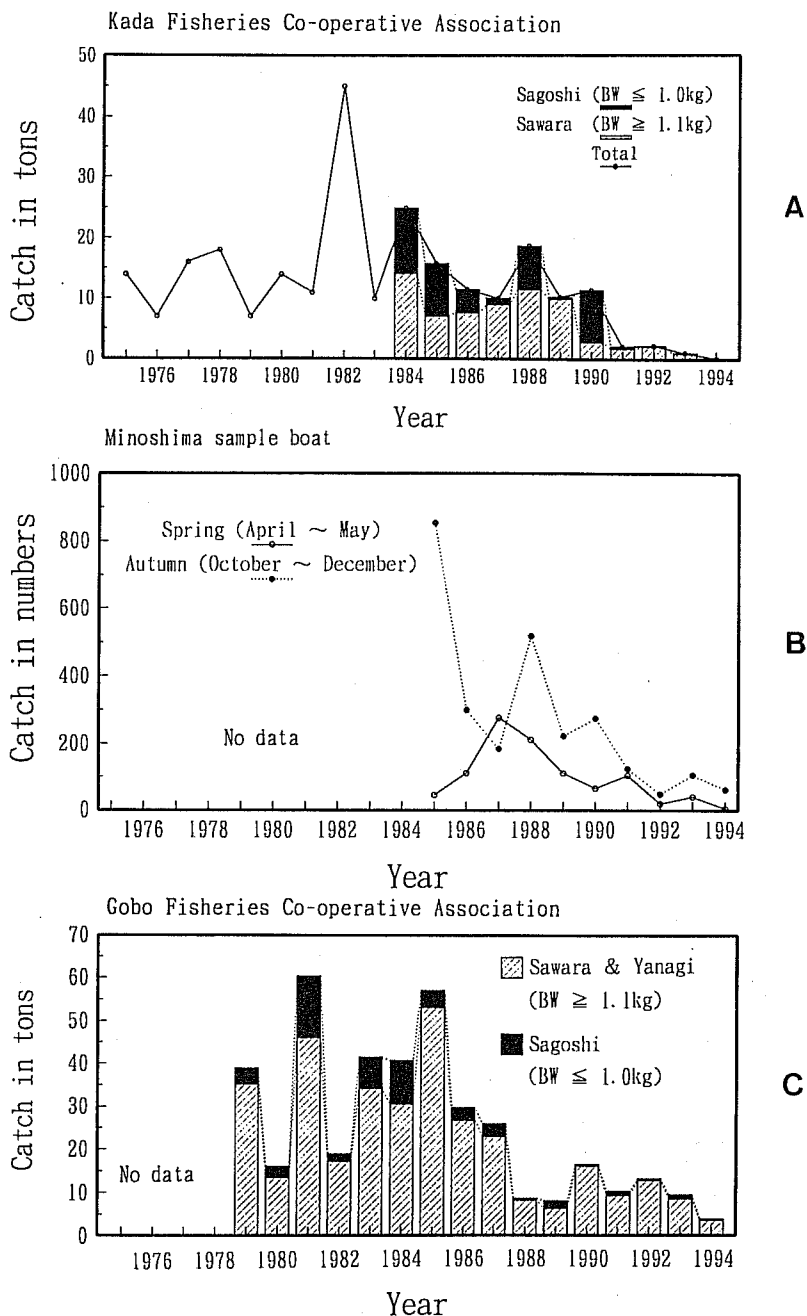 Kada Fisheries Co-operative Association
50
40
30
20
10
0
Catch in tons
Sagoshi (BW ≦ 1.0kg)
Sawara (BW ≧ 1.1kg)
Total
A
1976 1978 1980 1982 1984 1986 1988 1990 1992 1994
Year
Minoshima sample boat
1000
800
600
400
200
0
Catch in numbers
Spring (April ~ May)
Autumn (October ~ December)
No data
B
1976 1978 1980 1982 1984 1986 1988 1990 1992 1994
Year
Gobo Fisheries Co-operative Association
70
60
50
40
30
20
10
0
Catch in tons
Sawara & Yanagi
(BW ≧ 1.1kg)
Sagoshi
(BW ≦ 1.0kg)
No data
C
1976 1978 1980 1982 1984 1986 1988 1990 1992 1994
Year